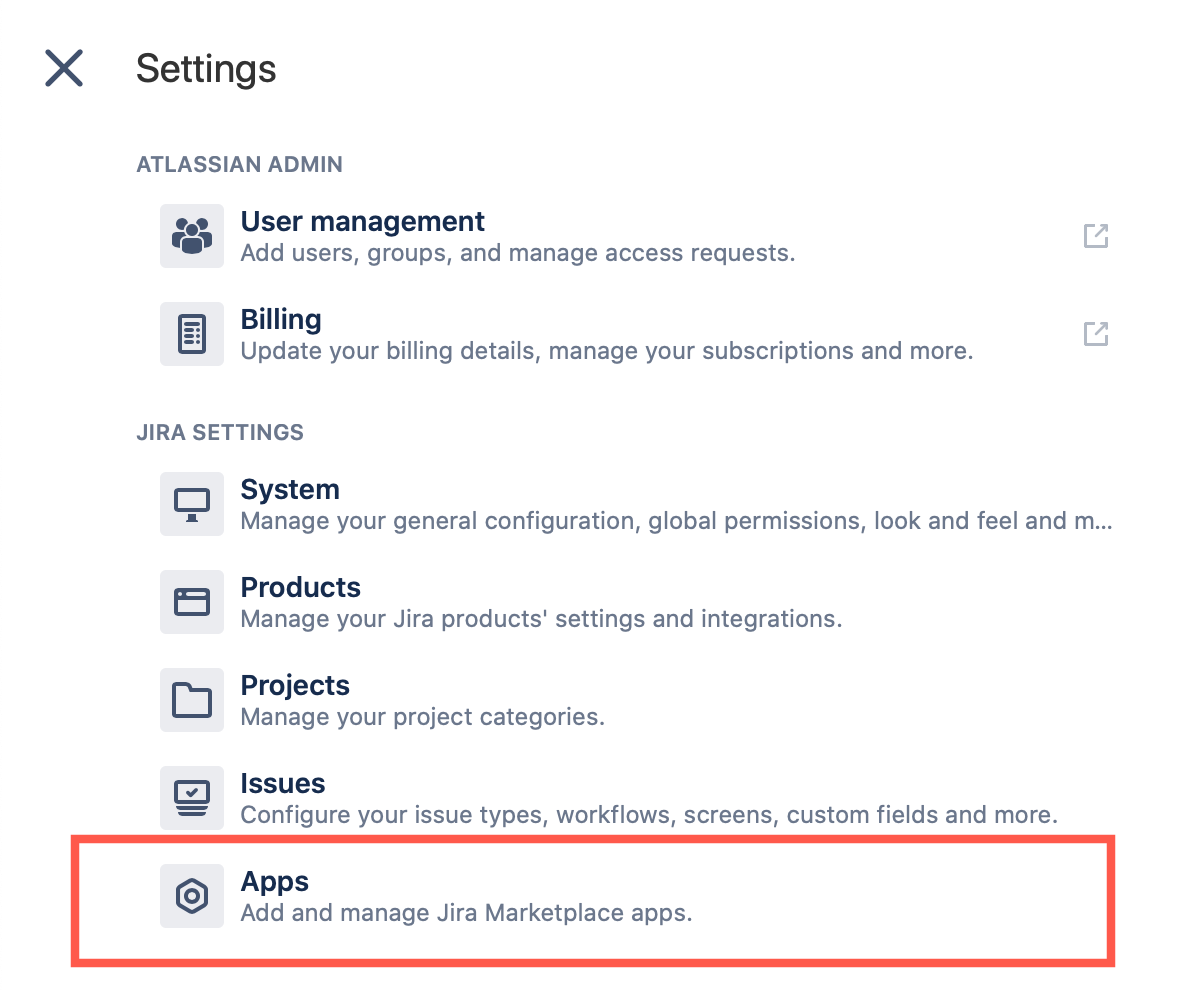 Settings
ATLASSIAN ADMIN
User management
Add users, groups, and manage access requests.
Billing
Update your billing details, manage your subscriptions and more.
JIRA SETTINGS
System
Manage your general configuration, global permissions, look and feel and m...
Products
Manage your Jira products' settings and integrations.
Projects
Manage your project categories.
Issues
Configure your issue types, workflows, screens, custom fields and more.
Apps
Add and manage Jira Marketplace apps.